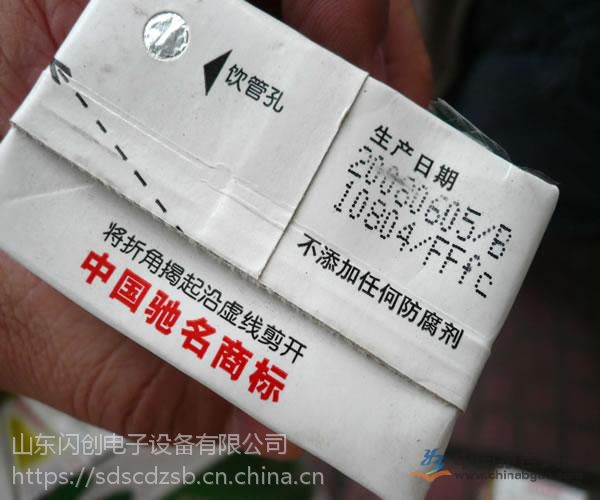 饮管孔
生产日期
20090605/B
10804/FFfc
不添加任何防腐剂
将折角揭起沿虚线剪开
中国驰名商标
山东闪创电子设备有限公司
https://sdscdzsb.cn.china.cn